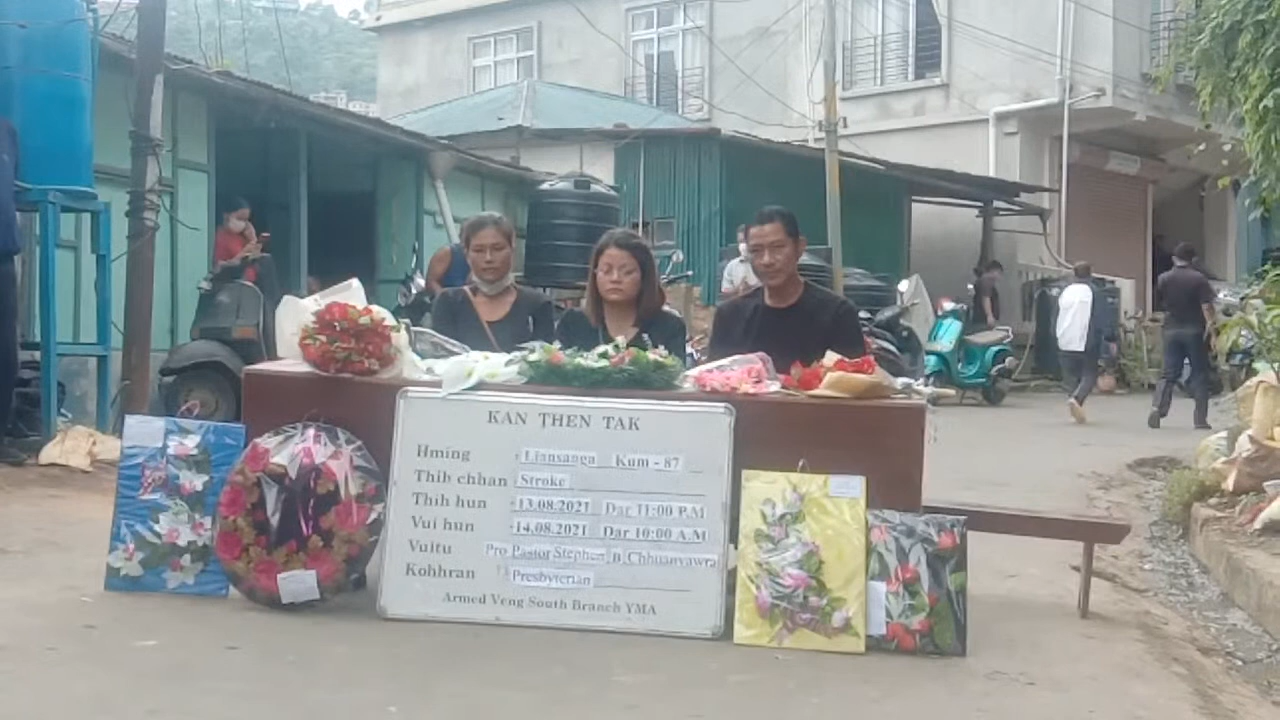 KAN THEN TAK
Hming Liansanga Kum - 87
Thih chhan Stroke
Thih hun 13.08.2021 Dar 11:00 P.M
Vui hun 14.08.2021 Dar 10:00 A.M
Vuitu Pro Pastor Stephen B. Chhuanvawra
Kohhran Presbyterian
Armed Veng South Branch YMA